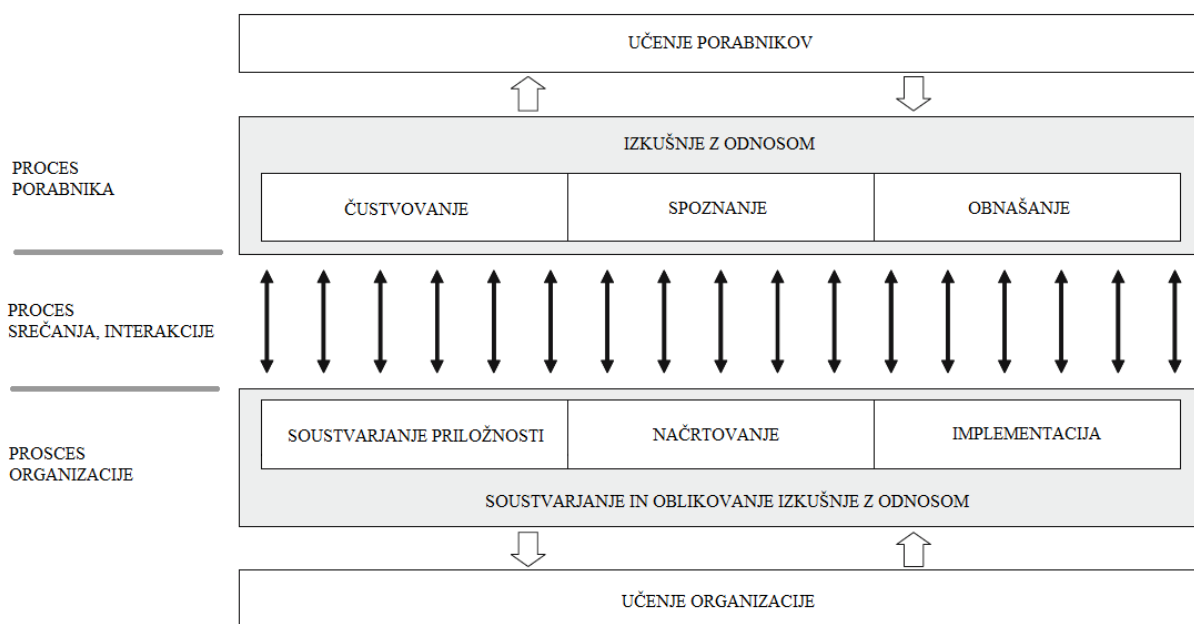 UČENJE PORABNIKOV
IZKUŠNJE Z ODNOSOM
PROCES
PORABNIKA
ČUSTVOVANJE
SPOZNANJE
OBNAŠANJE
PROCES
SREČANJA, INTERAKCIJE
SOUSTVARJANJE PRILOŽNOSTI
NAČRTOVANJE
IMPLEMENTACIJA
PROSCES
ORGANIZACIJE
SOUSTVARJANJE IN OBLIKOVANJE IZKUŠNJE Z ODNOSOM
UČENJE ORGANIZACIJE